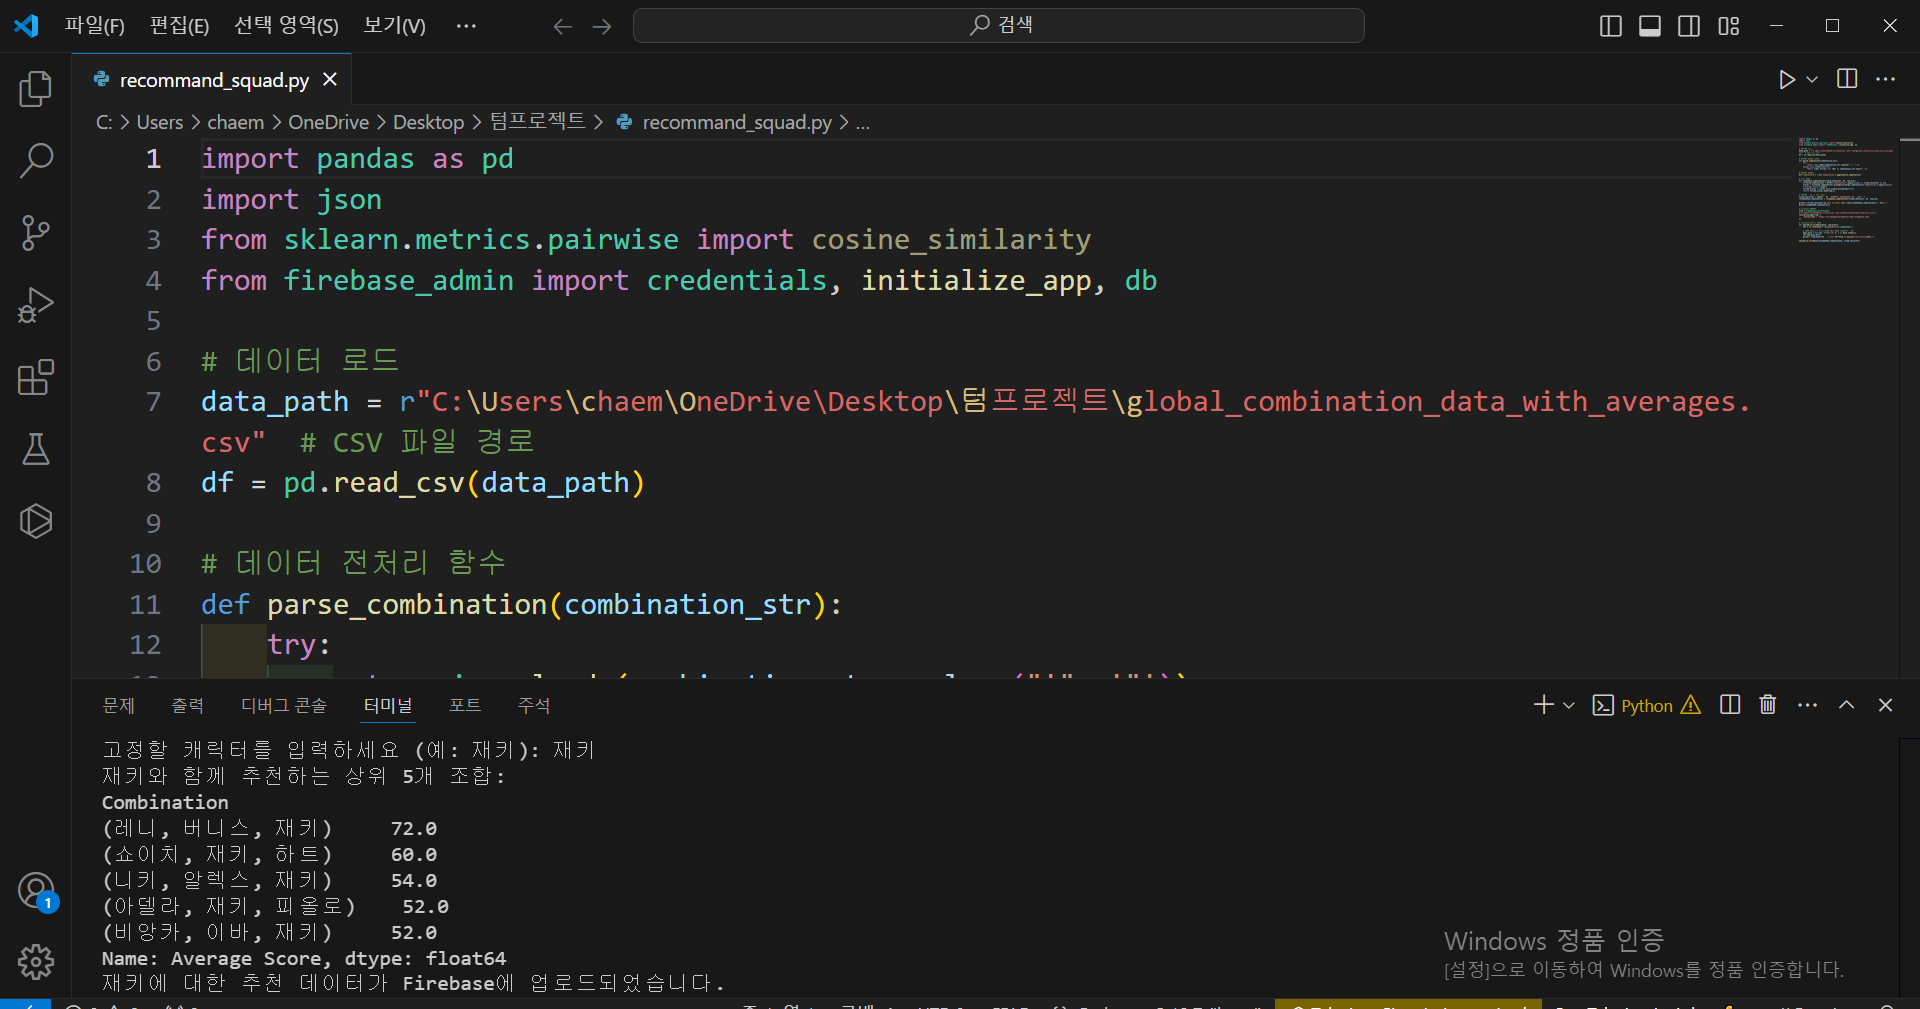 파일(F) 편집(E) 선택 영역(S) 보기(V) ··· 검색
recommand_squad.py
C: > Users > chaem > OneDrive > Desktop > 텀프로젝트 > recommand_squad.py > ...
1 import pandas as pd
2 import json
3 from sklearn.metrics.pairwise import cosine_similarity
4 from firebase_admin import credentials, initialize_app, db
5
6 # 데이터 로드
7 data_path = r"C:\Users\chaem\OneDrive\Desktop\텀프로젝트\global_combination_data_with_averages.
csv"  # CSV 파일 경로
8 df = pd.read_csv(data_path)
9
10 # 데이터 전처리 함수
11 def parse_combination(combination_str):
12     try:
문제 출력 디버그 콘솔 터미널 포트 주석 Python
고정할 캐릭터를 입력하세요 (예: 재키): 재키
재키와 함께 추천하는 상위 5개 조합:
Combination
(레니, 버니스, 재키) 72.0
(쇼이치, 재키, 하트) 60.0
(니키, 알렉스, 재키) 54.0
(아델라, 재키, 피올로) 52.0
(비앙카, 이바, 재키) 52.0
Name: Average Score, dtype: float64
재키에 대한 추천 데이터가 Firebase에 업로드되었습니다.
1
Windows 정품 인증
[설정]으로 이동하여 Windows를 정품 인증합니다.